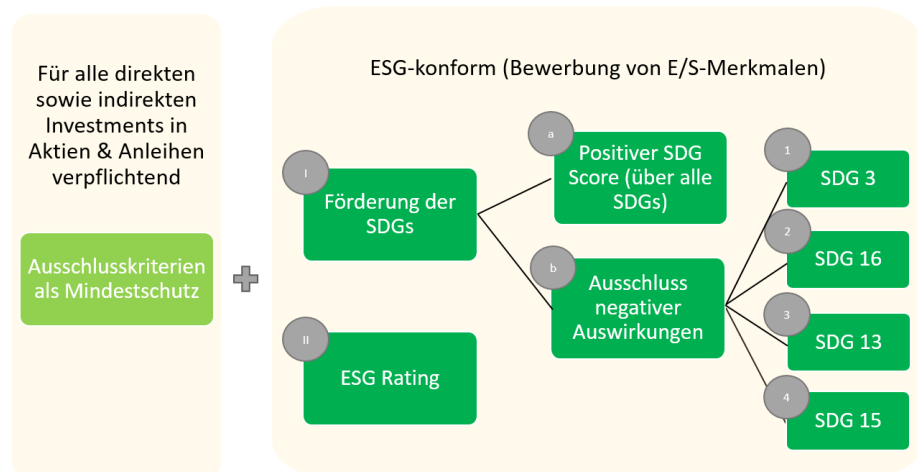 Für alle direkten
sowie indirekten
Investments in
Aktien & Anleihen
verpflichtend
Ausschlusskriterien
als Mindestschutz
ESG-konform (Bewerbung von E/S-Merkmalen)
I
Förderung der
SDGs
II
ESG Rating
a
Positiver SDG
Score (über alle
SDGs)
b
Ausschluss
negativer
Auswirkungen
1
SDG 3
2
SDG 16
3
SDG 13
4
SDG 15